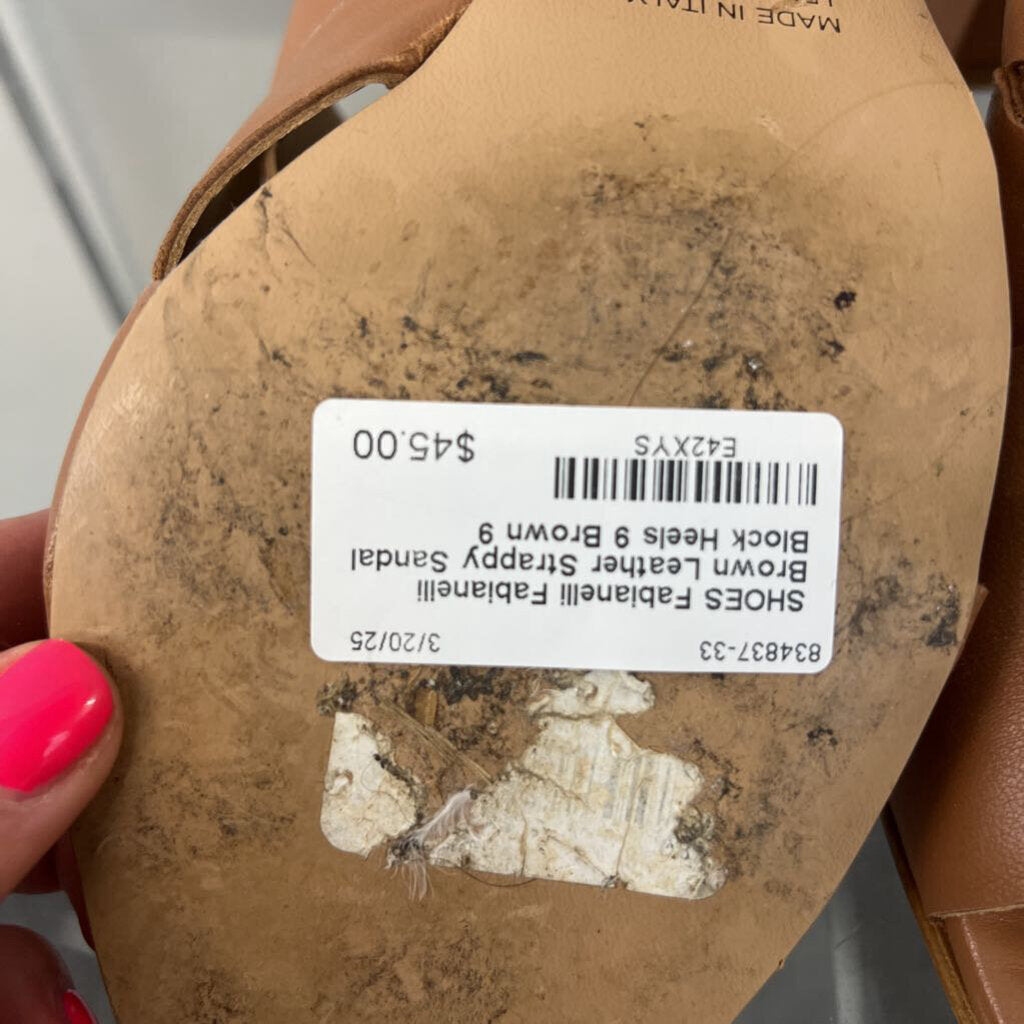 834837-33 3/20/25
SHOES Fabianelli Fabianelli
Brown Leather Strappy Sandal
Block Heels 9 Brown 9
E42XYS
$45.00
MADE IN ITALY